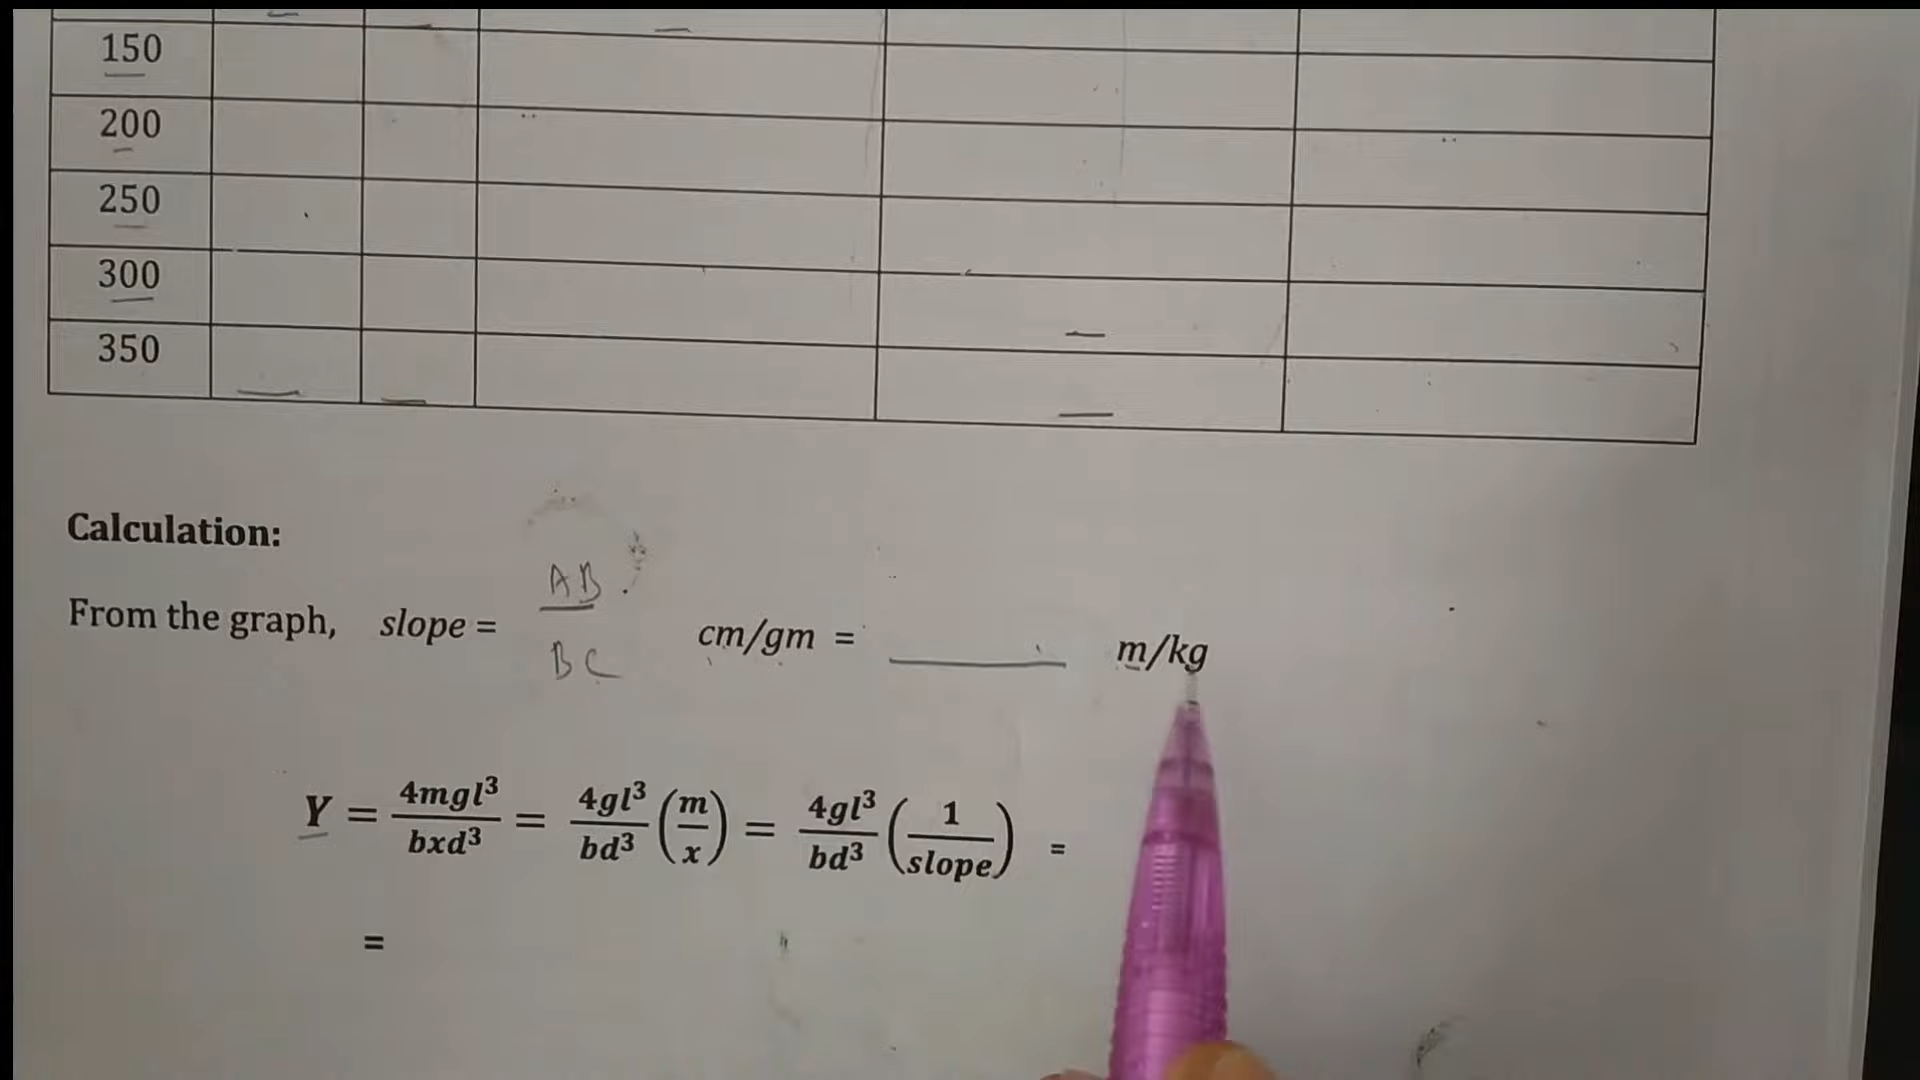 150
200
250
300
350
Calculation:
From the graph, slope = AB/BC cm/gm = ______ m/kg
Y = 4mgl³/bxd³ = 4gl³/bd³ (m/x) = 4gl³/bd³ (1/slope) =
=